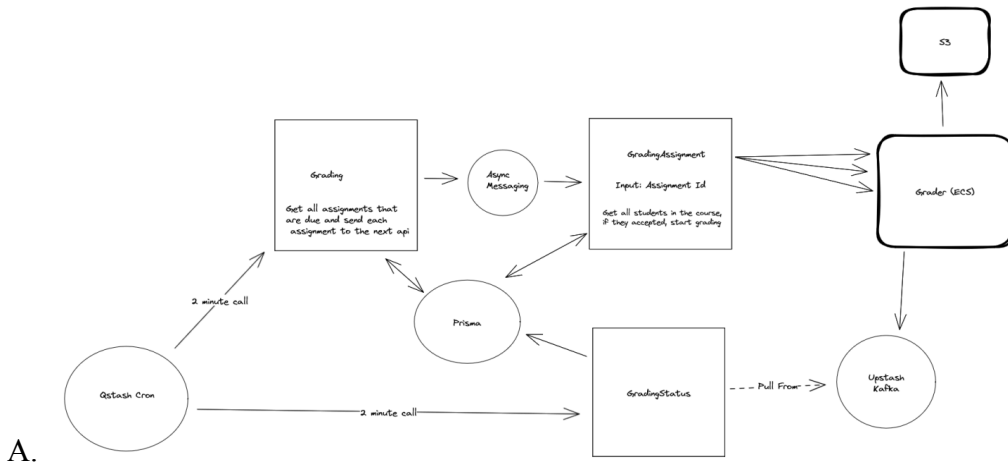 S3
Grading
Get all assignments that
are due and send each
assignment to the next api
Async
Messaging
GradingAssignment
Input: Assignment Id
Get all students in the course,
if they accepted, start grading
Grader (ECS)
2 minute call
Prisma
Qstash Cron
2 minute call
GradingStatus
Pull From
Upstash
Kafka
A.